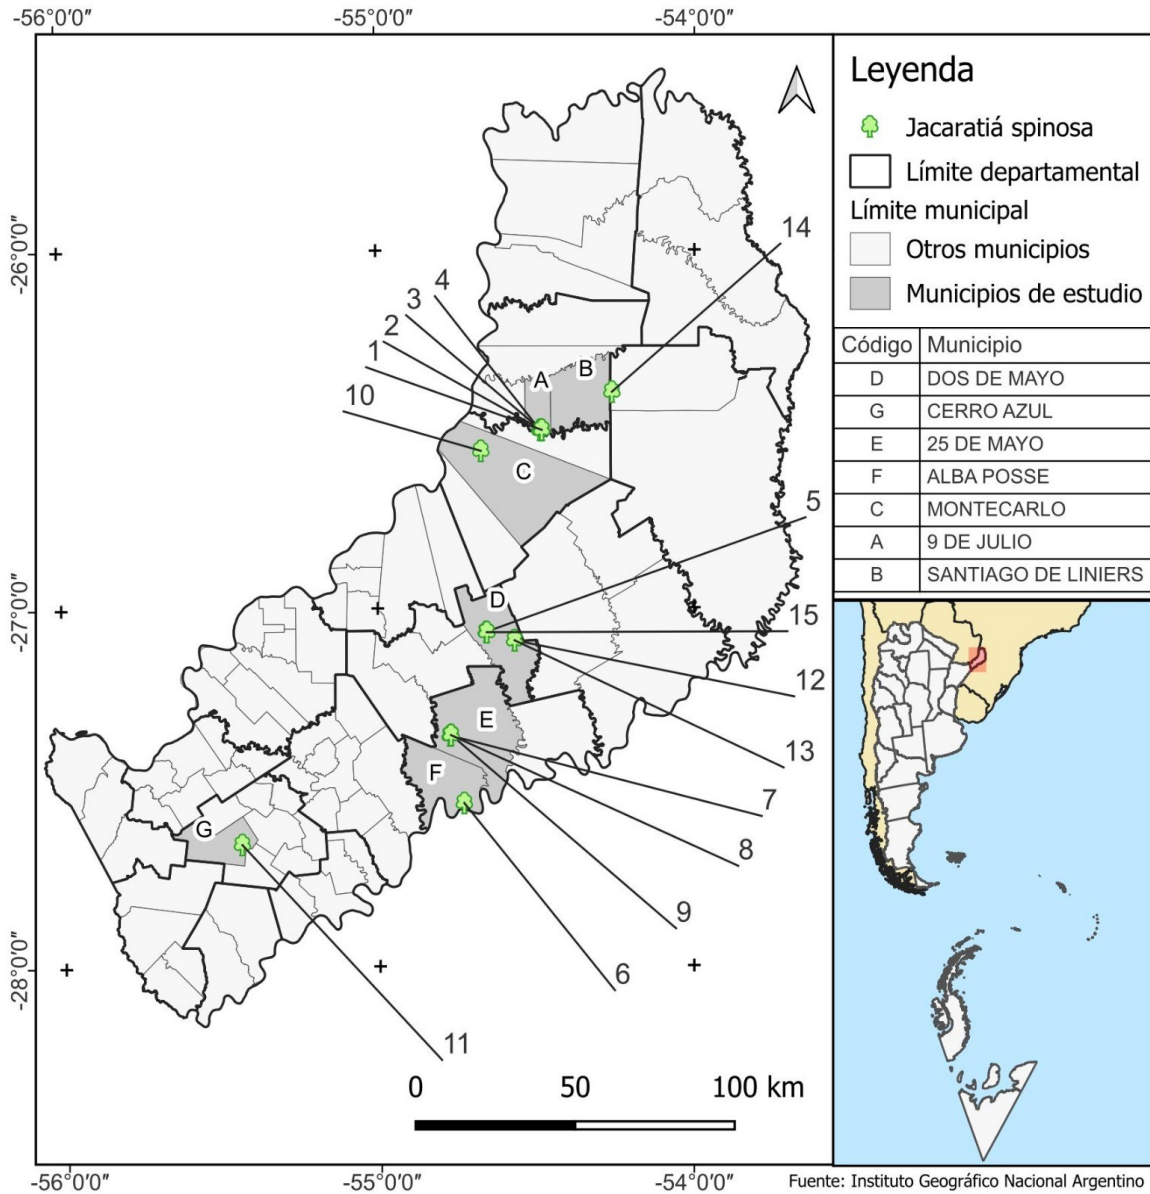 -56°0'0" -55°0'0" -54°0'0"
-26°0'0"
-27°0'0"
-28°0'0"
14
4
3
2
1
10
A
B
C
5
D
15
12
13
E
7
F
8
G
9
6
11
0 50 100 km
-56°0'0" -55°0'0" -54°0'0"
Leyenda
Jacaratiá spinosa
Límite departamental
Límite municipal
Otros municipios
Municipios de estudio
Código Municipio
D DOS DE MAYO
G CERRO AZUL
E 25 DE MAYO
F ALBA POSSE
C MONTECARLO
A 9 DE JULIO
B SANTIAGO DE LINIERS
Fuente: Instituto Geográfico Nacional Argentino